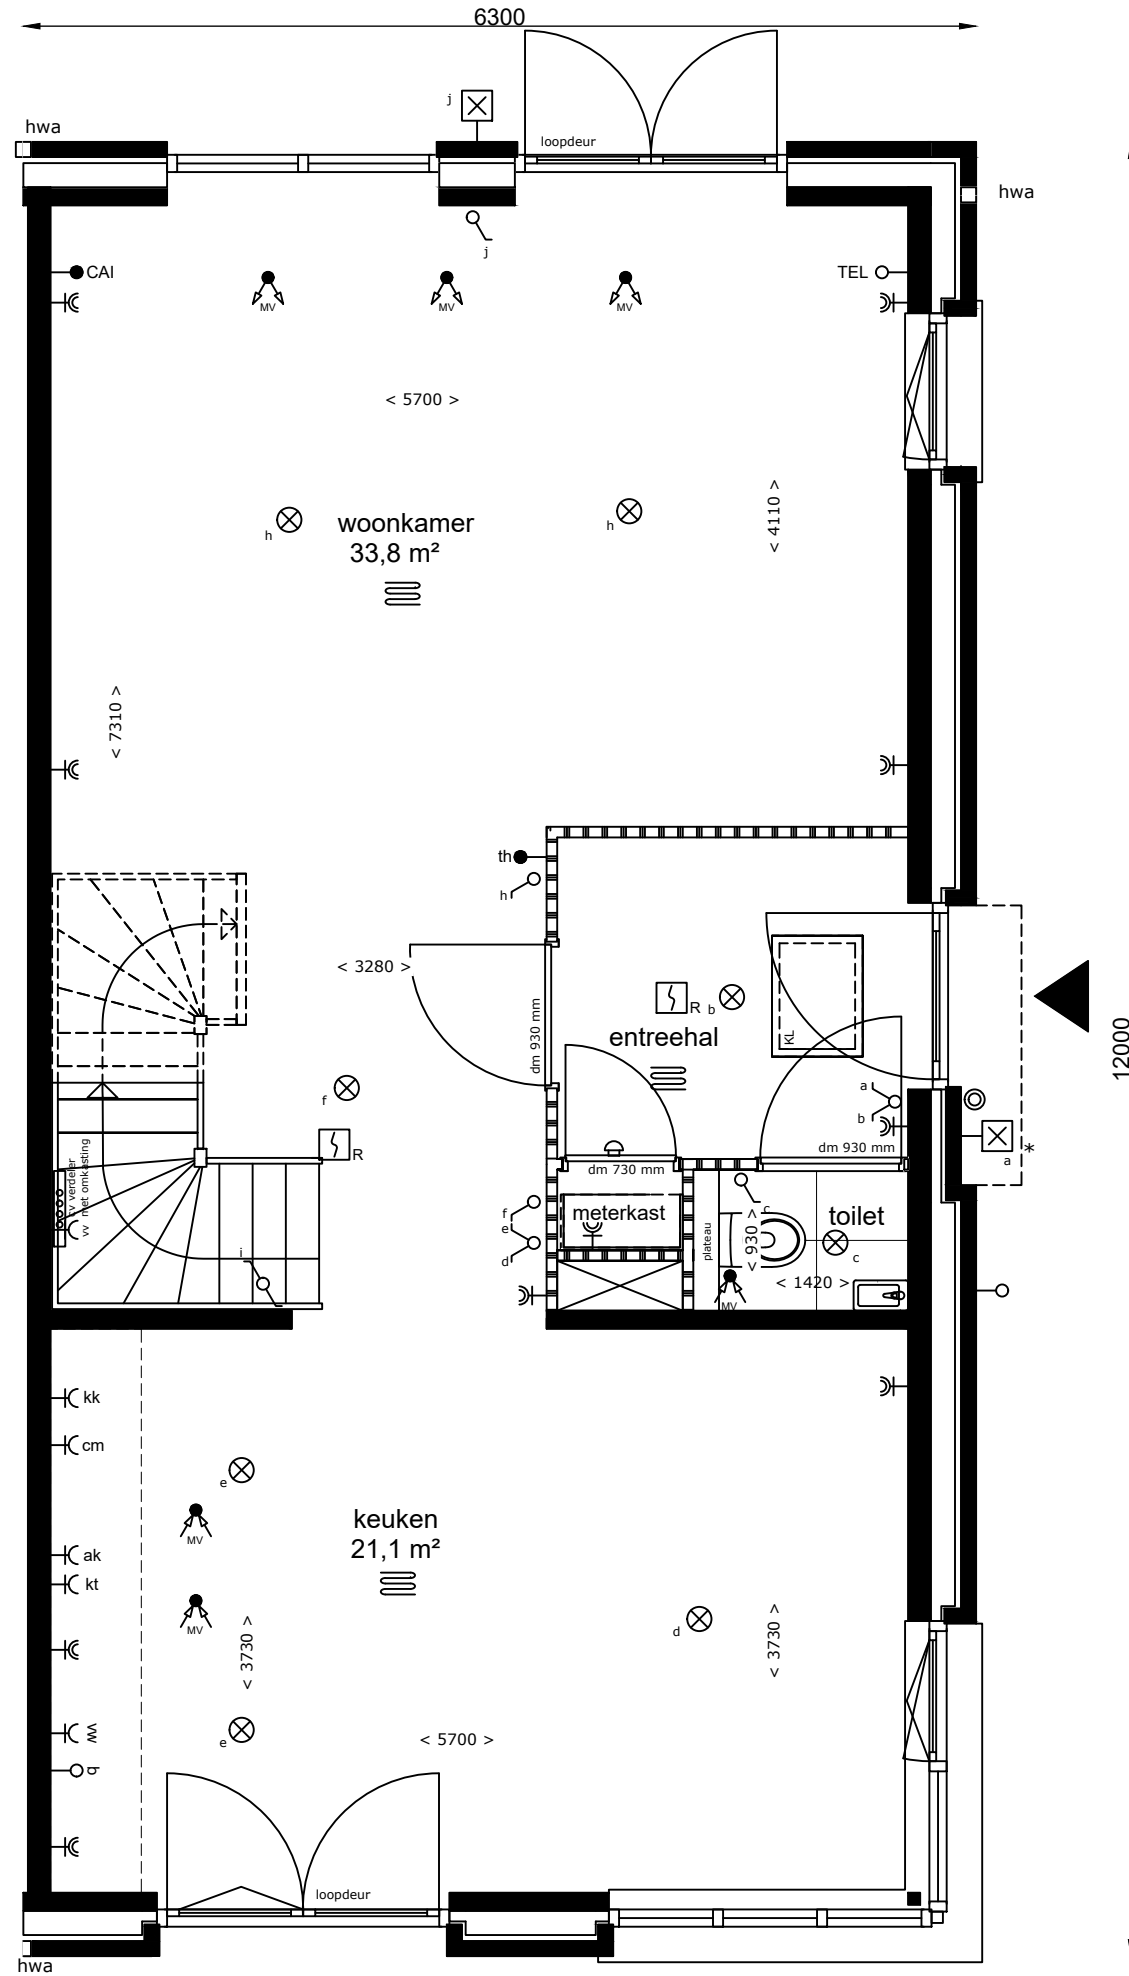 6300
j
hwa
loopdeur
hwa
j
CAI
TEL
MV
MV
MV
< 5700 >
< 4110 >
h
woonkamer
h
33,8 m²
< 7310 >
th
h
< 3280 >
dm 930 mm
R
b
entreehal
KL
12000
f
a
b
R
dm 930 mm
a
*
dm 730 mm
cv verdeler
met omkasting
vv
f
e
d
meterkast
plateau
c
< 930 >
toilet
c
i
< 1420 >
MV
kk
cm
e
keuken
21,1 m²
MV
ak
kt
MV
d
< 3730 >
< 3730 >
vw
e
< 5700 >
q
loopdeur
hwa